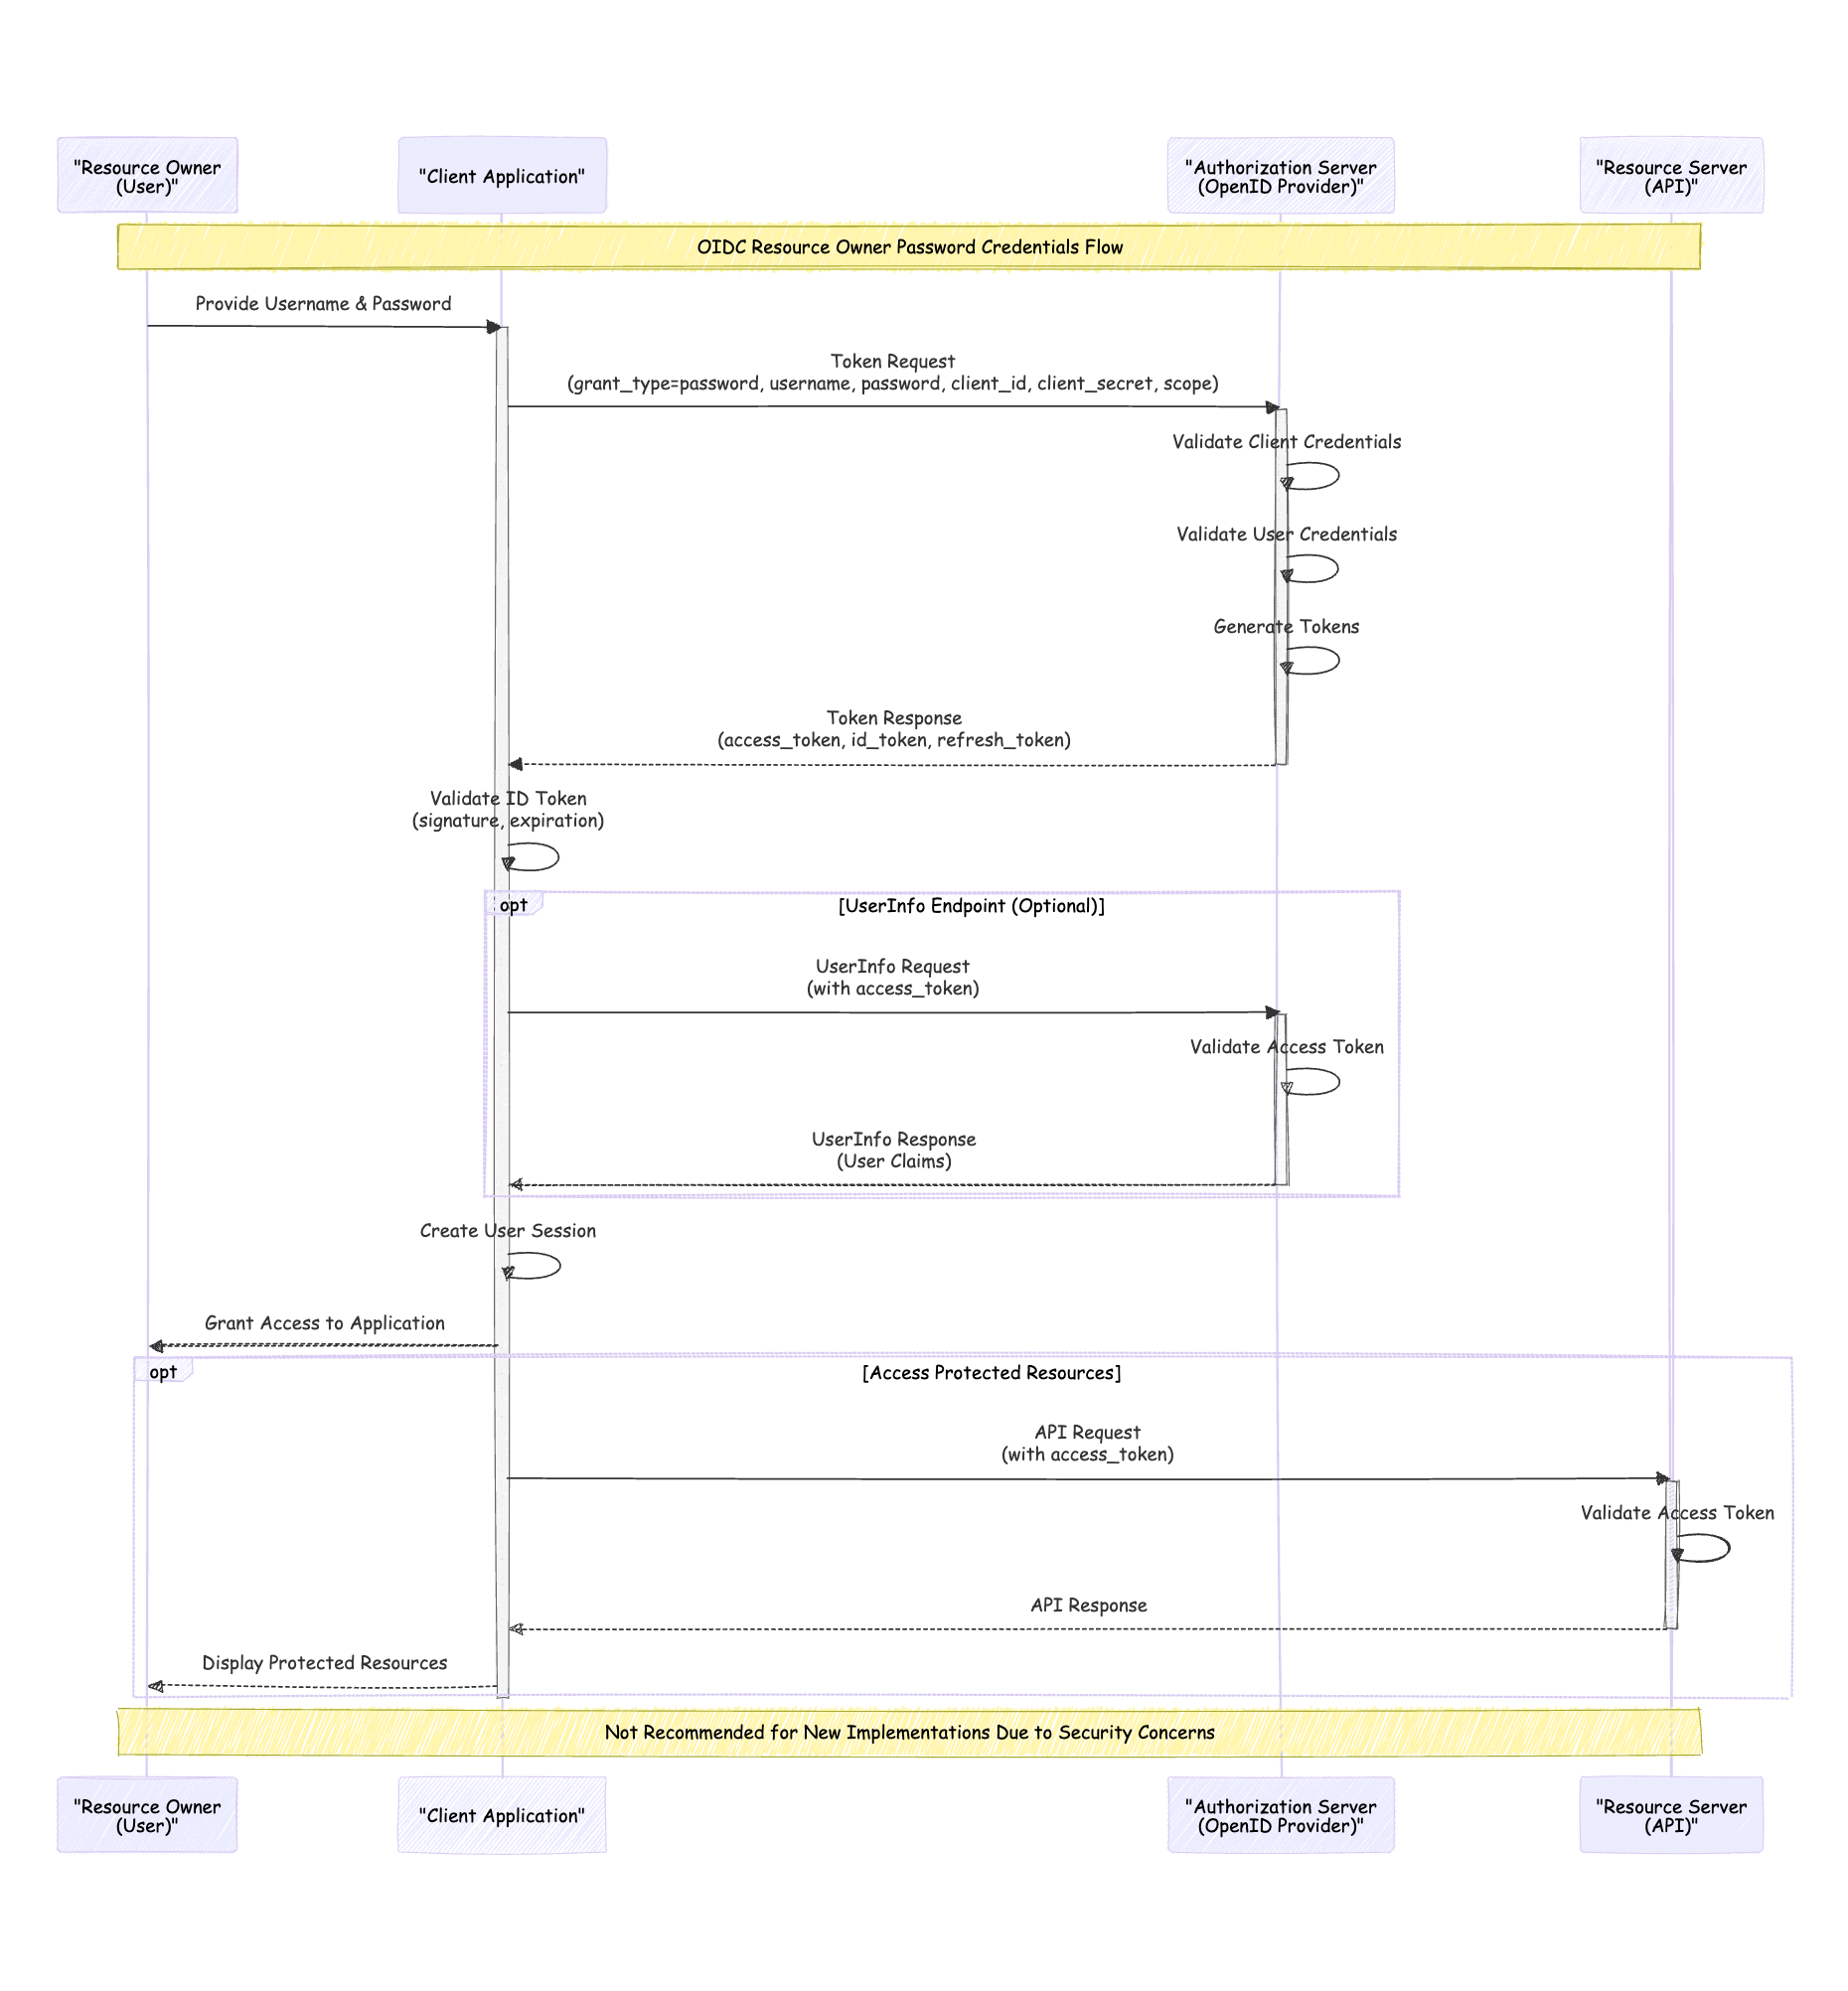 "Resource Owner
(User)"
"Client Application"
"Authorization Server
(OpenID Provider)"
"Resource Server
(API)"
OIDC Resource Owner Password Credentials Flow
Provide Username & Password
Token Request
(grant_type=password, username, password, client_id, client_secret, scope)
Validate Client Credentials
Validate User Credentials
Generate Tokens
Token Response
(access_token, id_token, refresh_token)
Validate ID Token
(signature, expiration)
opt
[UserInfo Endpoint (Optional)]
UserInfo Request
(with access_token)
Validate Access Token
UserInfo Response
(User Claims)
Create User Session
Grant Access to Application
opt
[Access Protected Resources]
API Request
(with access_token)
Validate Access Token
API Response
Display Protected Resources
Not Recommended for New Implementations Due to Security Concerns
"Resource Owner
(User)"
"Client Application"
"Authorization Server
(OpenID Provider)"
"Resource Server
(API)"